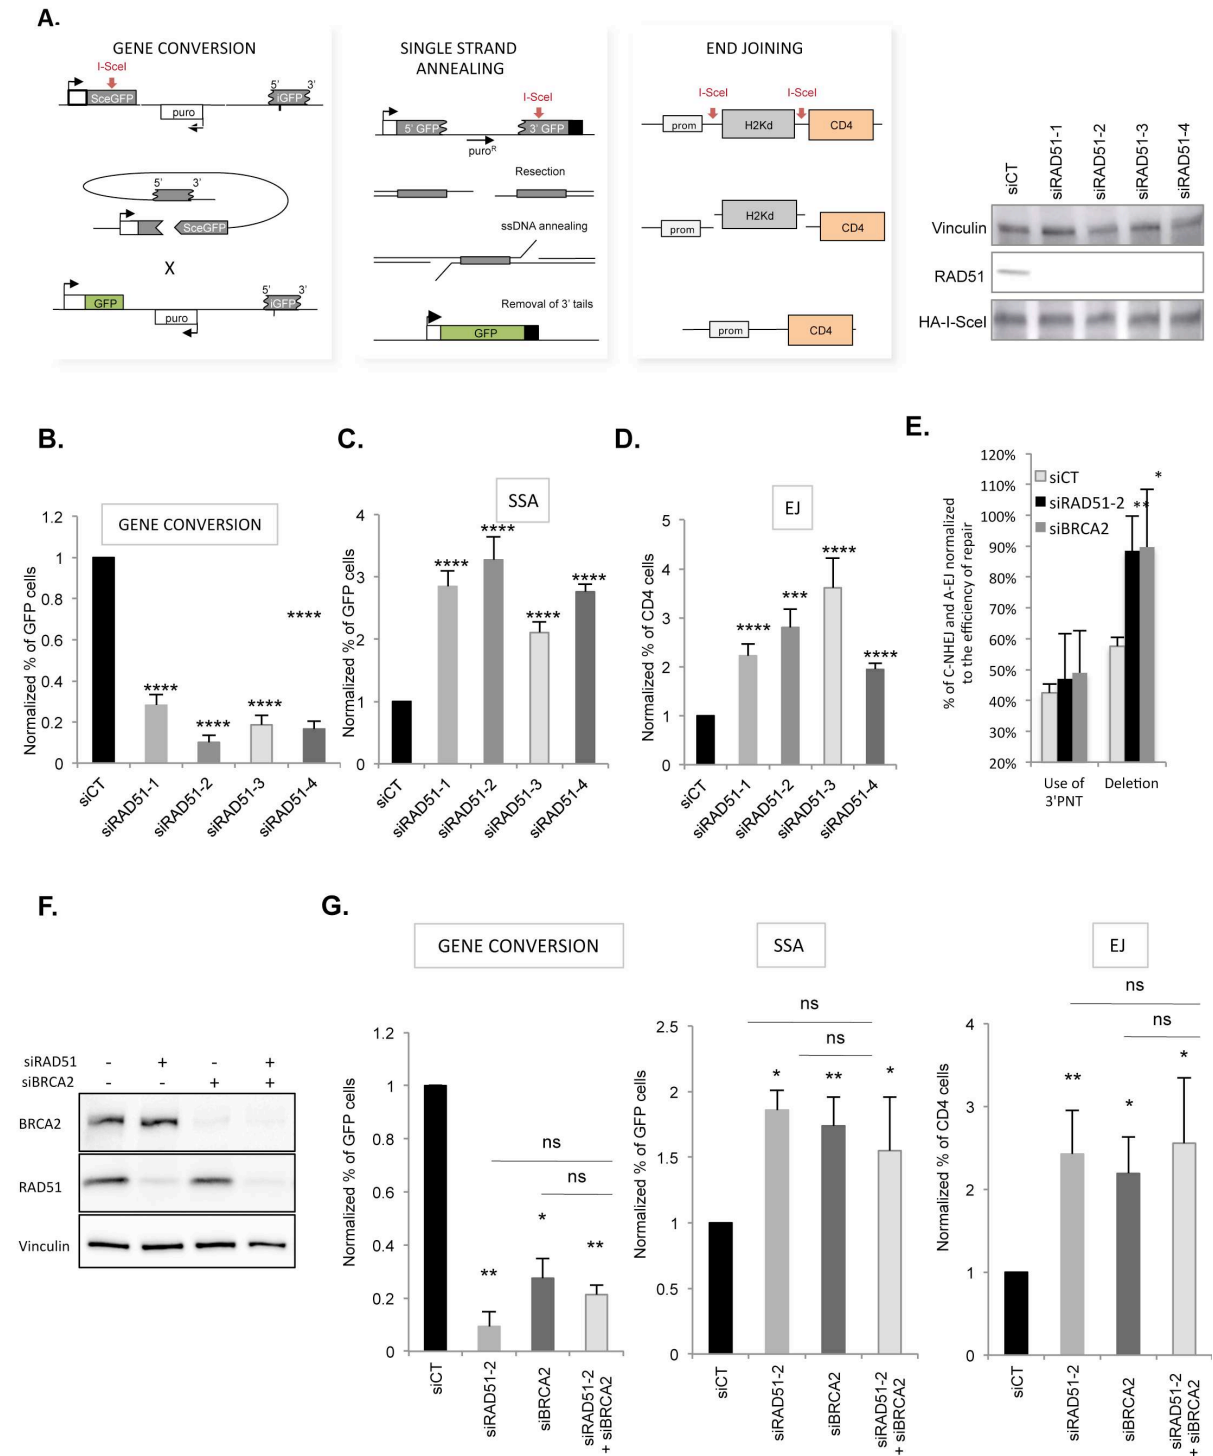 A.
GENE CONVERSION
I-SceI
SceGFP
5' 3'
iGFP
puro
5' 3'
SceGFP
X
GFP
5' 3'
iGFP
puro
SINGLE STRAND
ANNEALING
I-SceI
5' GFP
3' GFP
puroR
Resection
ssDNA annealing
Removal of 3' tails
GFP
END JOINING
I-SceI I-SceI
prom H2Kd CD4
H2Kd
prom CD4
prom CD4
siCT siRAD51-1 siRAD51-2 siRAD51-3 siRAD51-4
Vinculin
RAD51
HA-I-SceI
B.
GENE CONVERSION
Normalized % of GFP cells
1.2
1
0.8
0.6
0.4
0.2
0
****
****
****
****
siCT siRAD51-1 siRAD51-2 siRAD51-3 siRAD51-4
C.
SSA
Normalized % of GFP cells
4
3
2
1
0
****
****
****
****
siCT siRAD51-1 siRAD51-2 siRAD51-3 siRAD51-4
D.
EJ
Normalized % of CD4 cells
5
4
3
2
1
0
****
***
****
****
siCT siRAD51-1 siRAD51-2 siRAD51-3 siRAD51-4
E.
% of C-NHEJ and A-EJ normalized
to the efficiency of repair
120%
110%
100%
90%
80%
70%
60%
50%
40%
30%
20%
siCT
siRAD51-2
siBRCA2
**
*
Use of
3'PNT
Deletion
F.
siRAD51 - + - +
siBRCA2 - - + +
BRCA2
RAD51
Vinculin
G.
GENE CONVERSION
Normalized % of GFP cells
1.2
1
0.8
0.6
0.4
0.2
0
ns
ns
**
*
**
siCT
siRAD51-2
siBRCA2
siRAD51-2
+ siBRCA2
SSA
Normalized % of GFP cells
2.5
2
1.5
1
0.5
0
ns
ns
*
**
*
siCT
siRAD51-2
siBRCA2
siRAD51-2
+ siBRCA2
EJ
Normalized % of CD4 cells
4
3
2
1
0
ns
ns
**
*
*
siCT
siRAD51-2
siBRCA2
siRAD51-2
+ siBRCA2